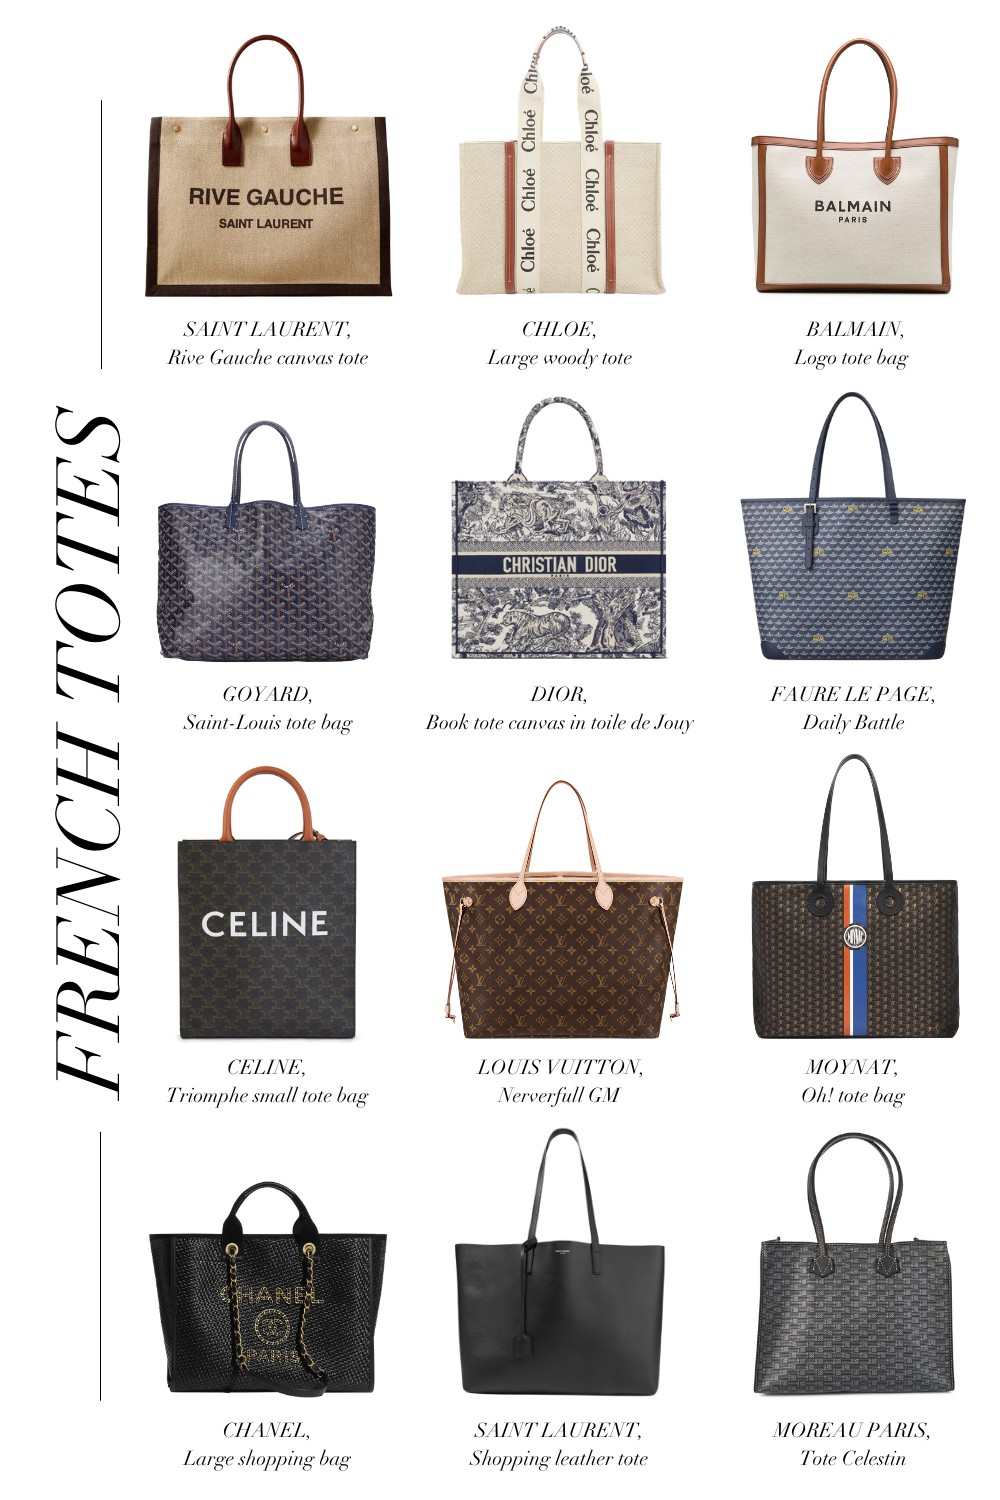 FRENCH TOTES
RIVE GAUCHE
SAINT LAURENT
SAINT LAURENT,
Rive Gauche canvas tote
Chloé Chloé
Chloé Chloé
Chloé Chloé
Chloé Chloé
CHLOE,
Large woody tote
BALMAIN
PARIS
BALMAIN,
Logo tote bag
GOYARD,
Saint-Louis tote bag
CHRISTIAN DIOR
PARIS
DIOR,
Book tote canvas in toile de Jouy
FAURE LE PAGE,
Daily Battle
CELINE
CELINE,
Triomphe small tote bag
LOUIS VUITTON,
Nerverfull GM
MOYNAT
MOYNAT,
Oh! tote bag
CHANEL
PARIS
CHANEL,
Large shopping bag
SAINT LAURENT,
Shopping leather tote
MOREAU PARIS,
Tote Celestin